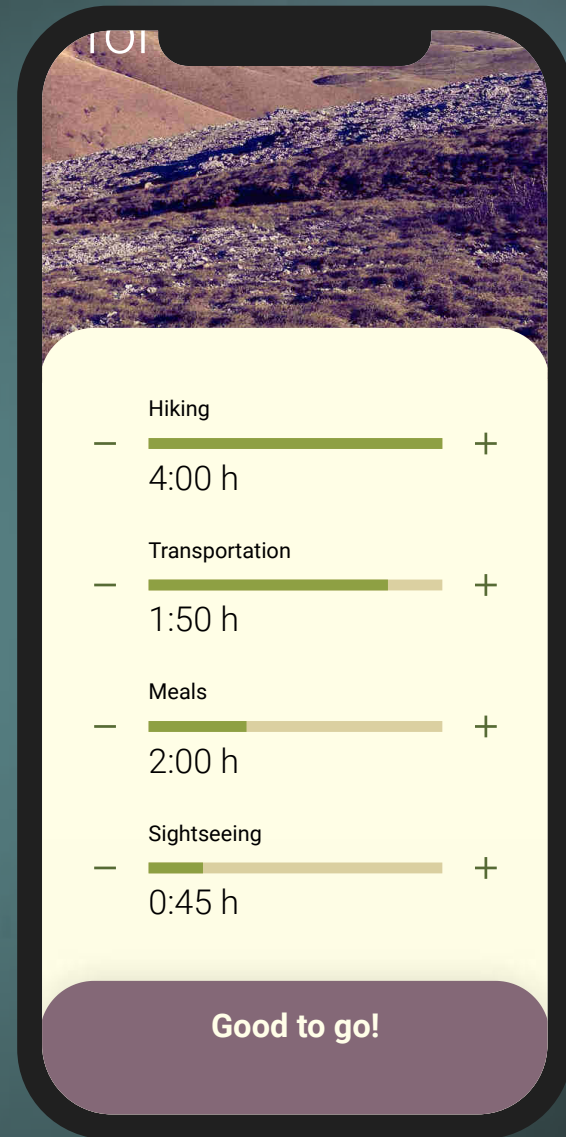 Hiking
4:00 h
Transportation
1:50 h
Meals
2:00 h
Sightseeing
0:45 h
Good to go!